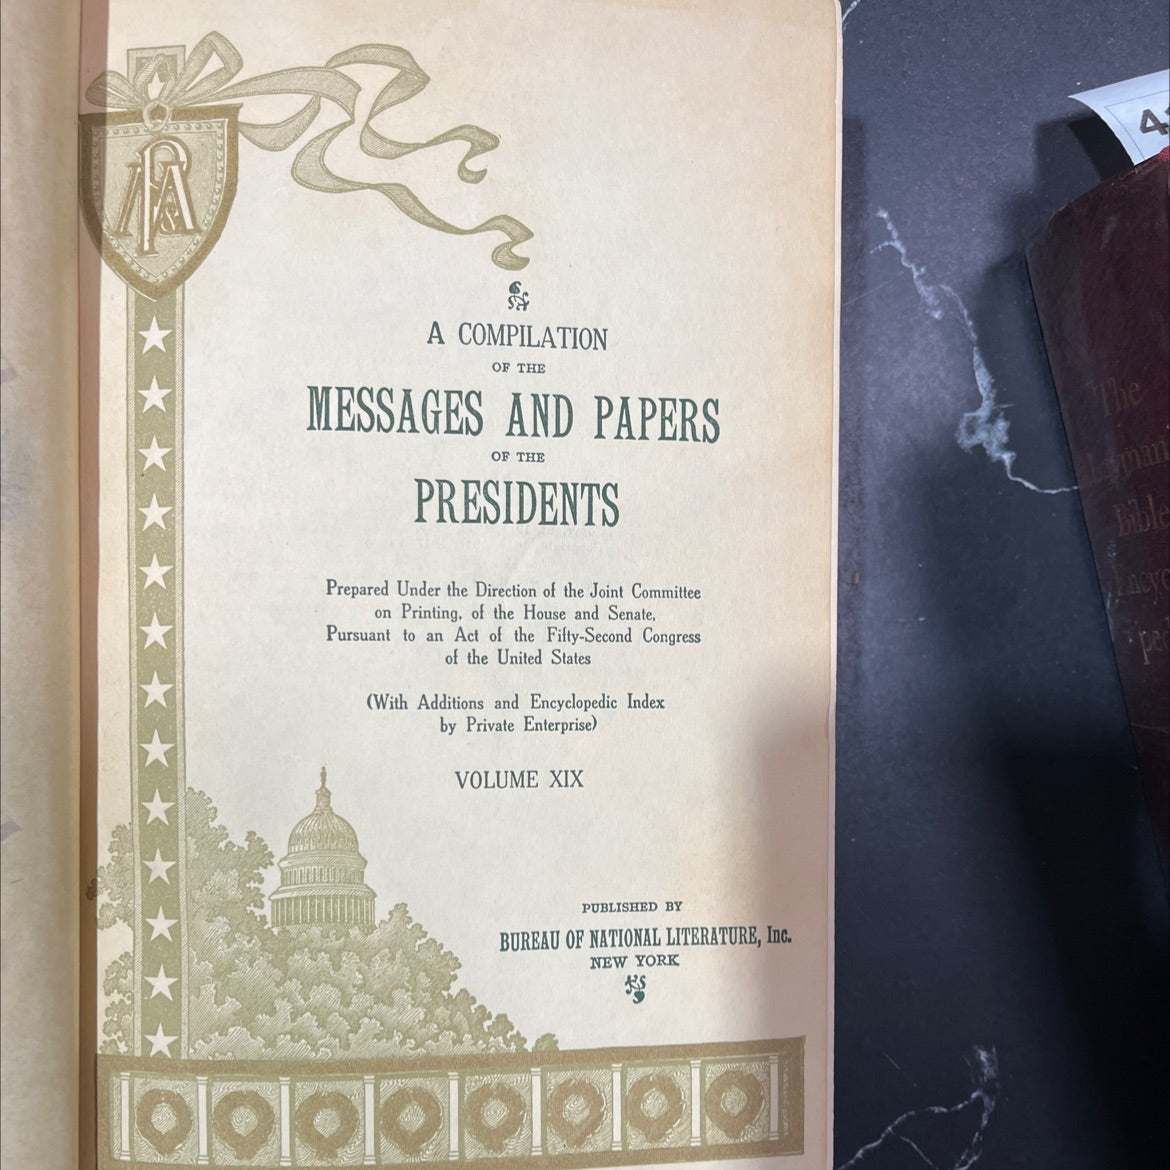 A COMPILATION
OF THE
MESSAGES AND PAPERS
OF THE
PRESIDENTS
Prepared Under the Direction of the Joint Committee
on Printing, of the House and Senate,
Pursuant to an Act of the Fifty-Second Congress
of the United States
(With Additions and Encyclopedic Index
by Private Enterprise)
VOLUME XIX
PUBLISHED BY
BUREAU OF NATIONAL LITERATURE, Inc.
NEW YORK
The
Bible